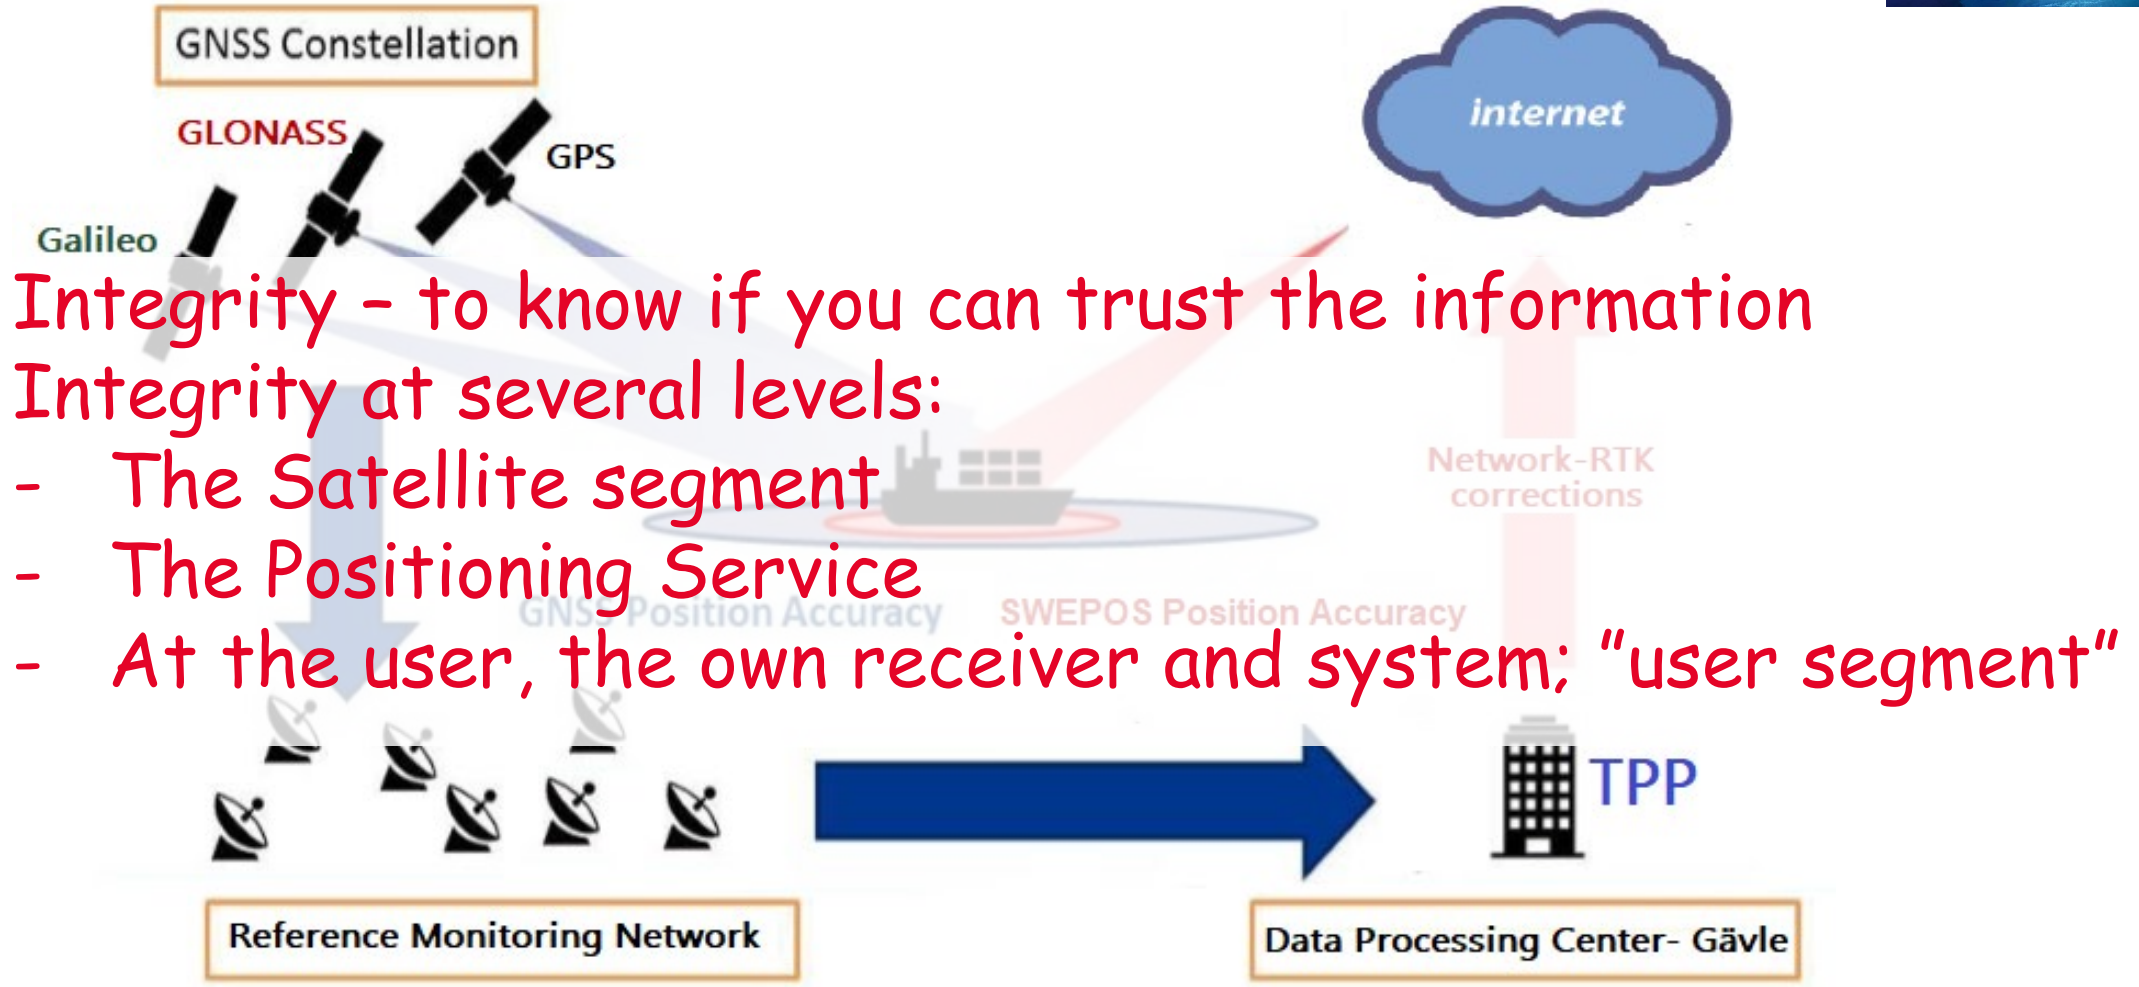 GNSS Constellation
internet
GLONASS
GPS
Galileo
Integrity – to know if you can trust the information
Integrity at several levels:
- The Satellite segment
Network-RTK
corrections
- The Positioning Service
GNSS Position Accuracy
SWEPOS Position Accuracy
- At the user, the own receiver and system; ”user segment”
TPP
Reference Monitoring Network
Data Processing Center- Gävle